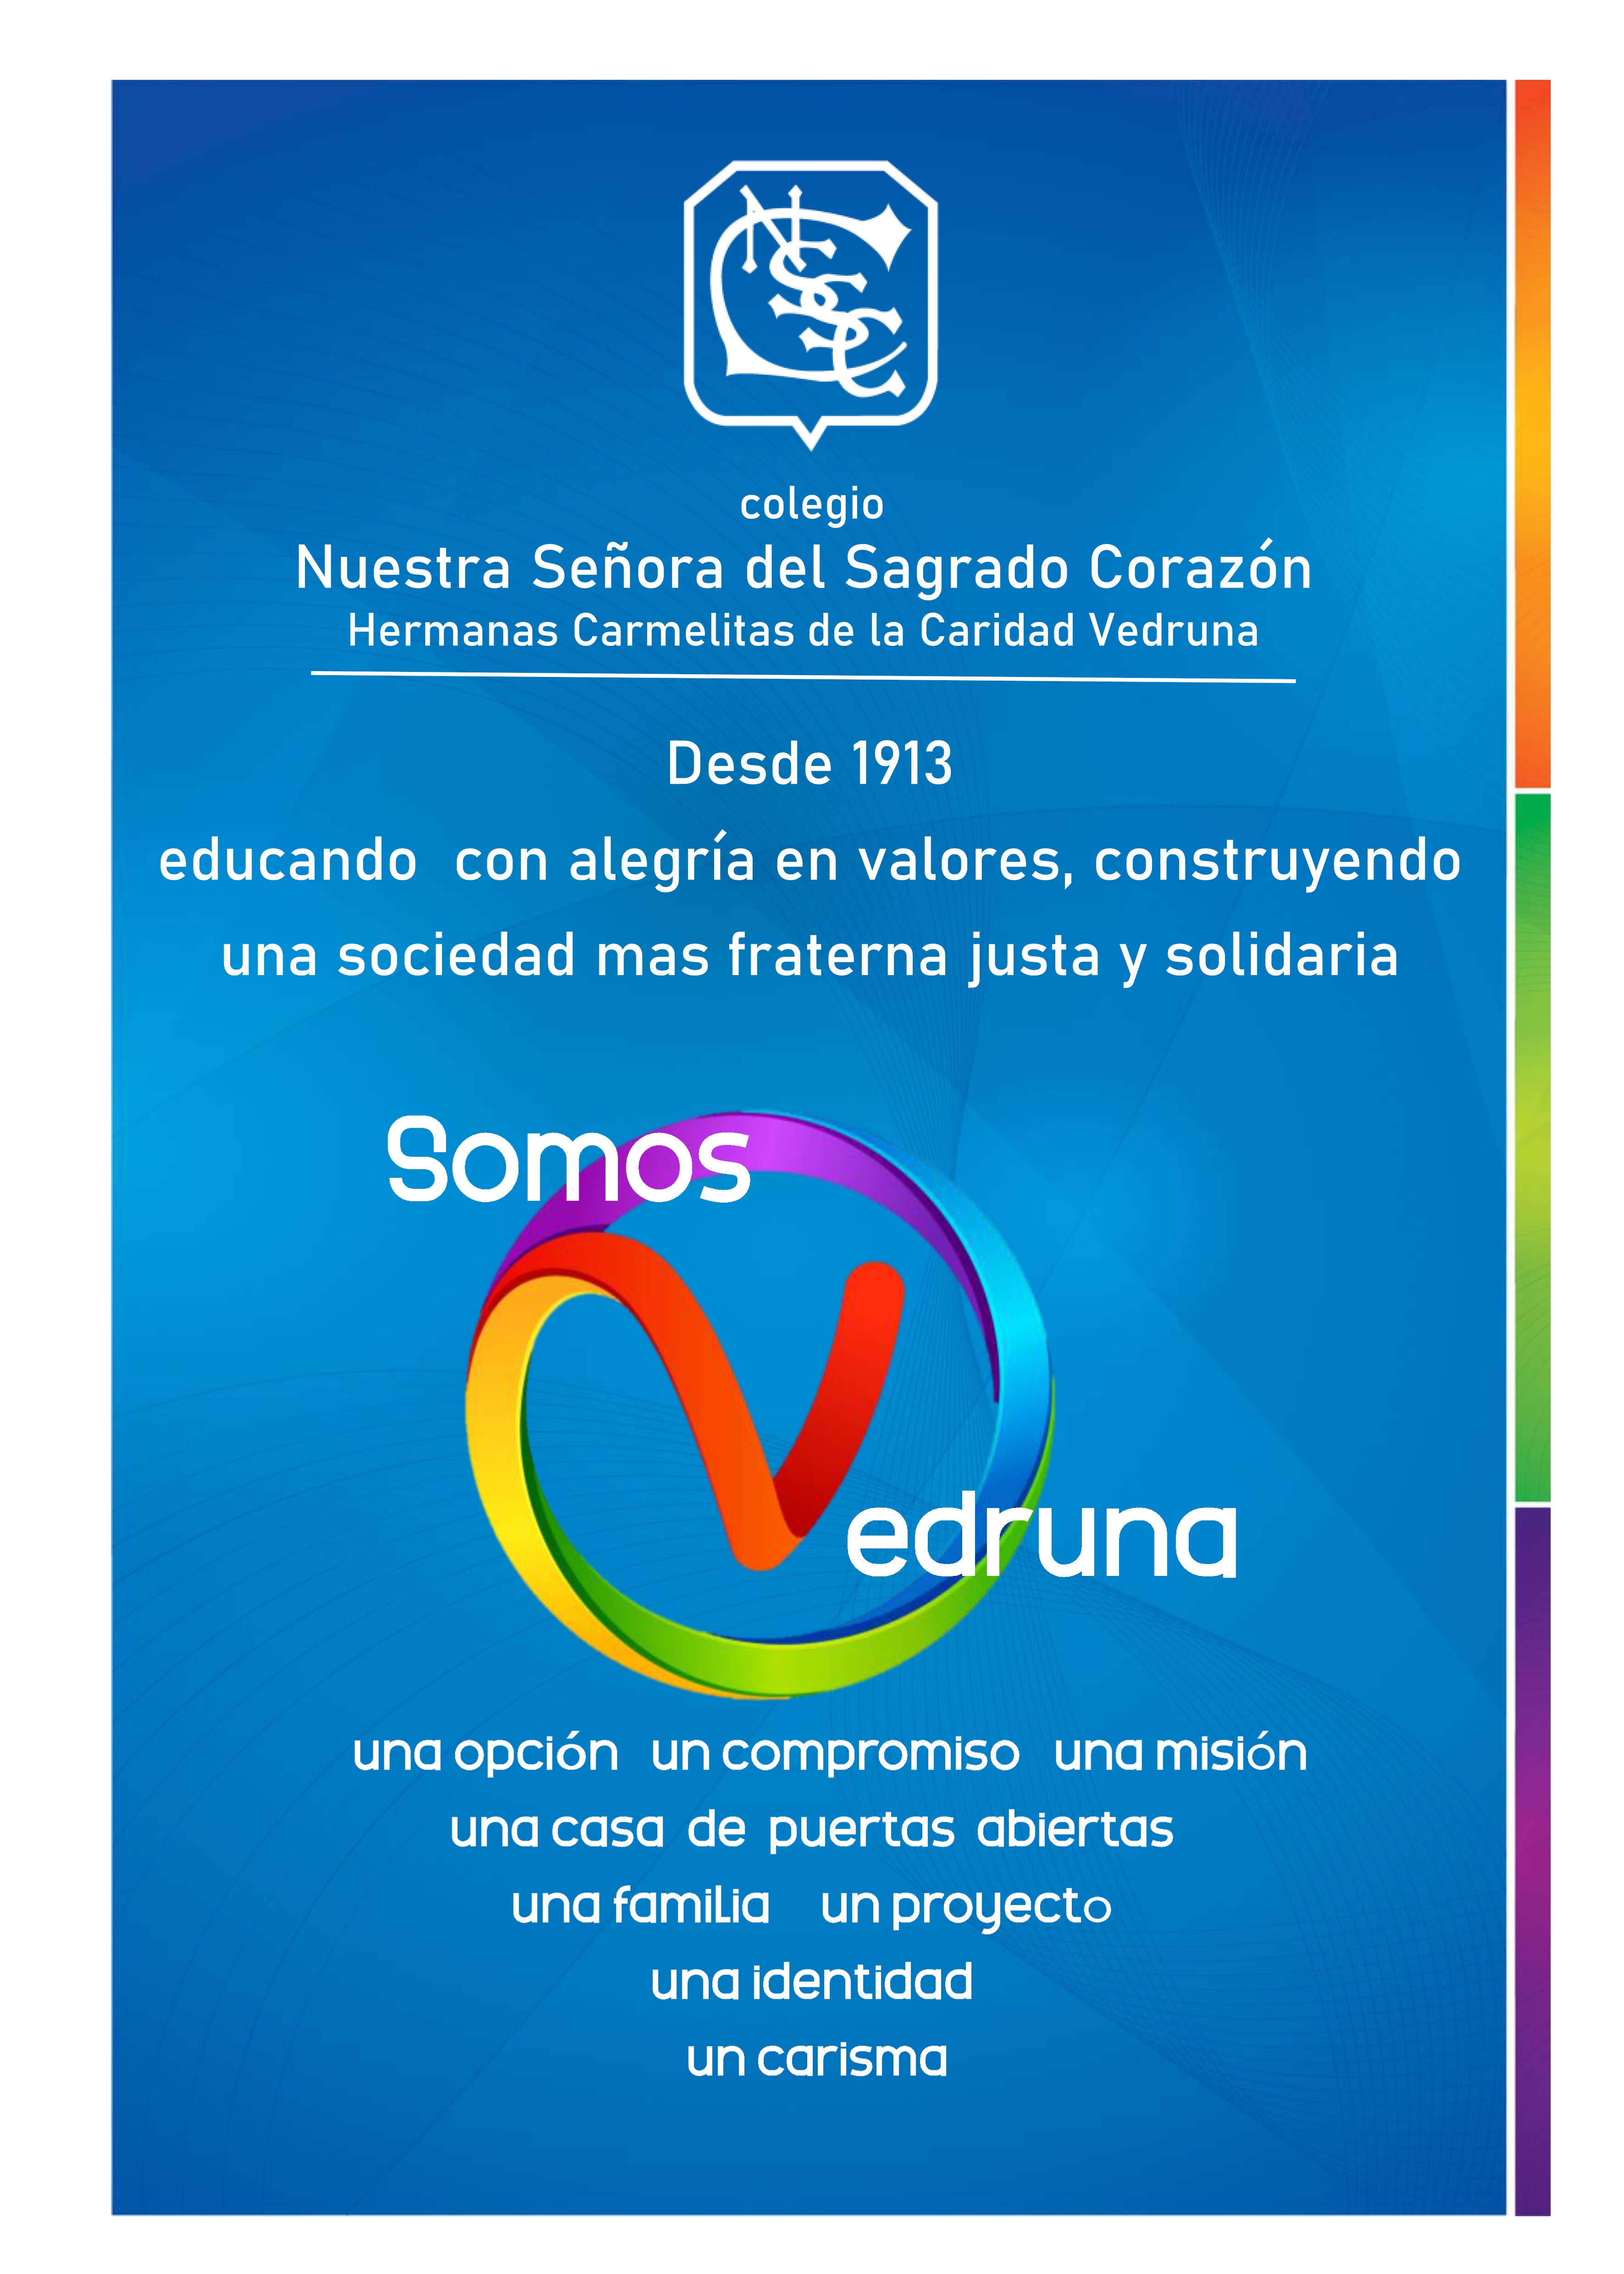 NSSC
colegio
Nuestra Señora del Sagrado Corazón
Hermanas Carmelitas de la Caridad Vedruna
Desde 1913
educando con alegría en valores, construyendo
una sociedad mas fraterna justa y solidaria
Somos
Vedruna
una opción un compromiso una misión
una casa de puertas abiertas
una familia un proyecto
una identidad
un carisma